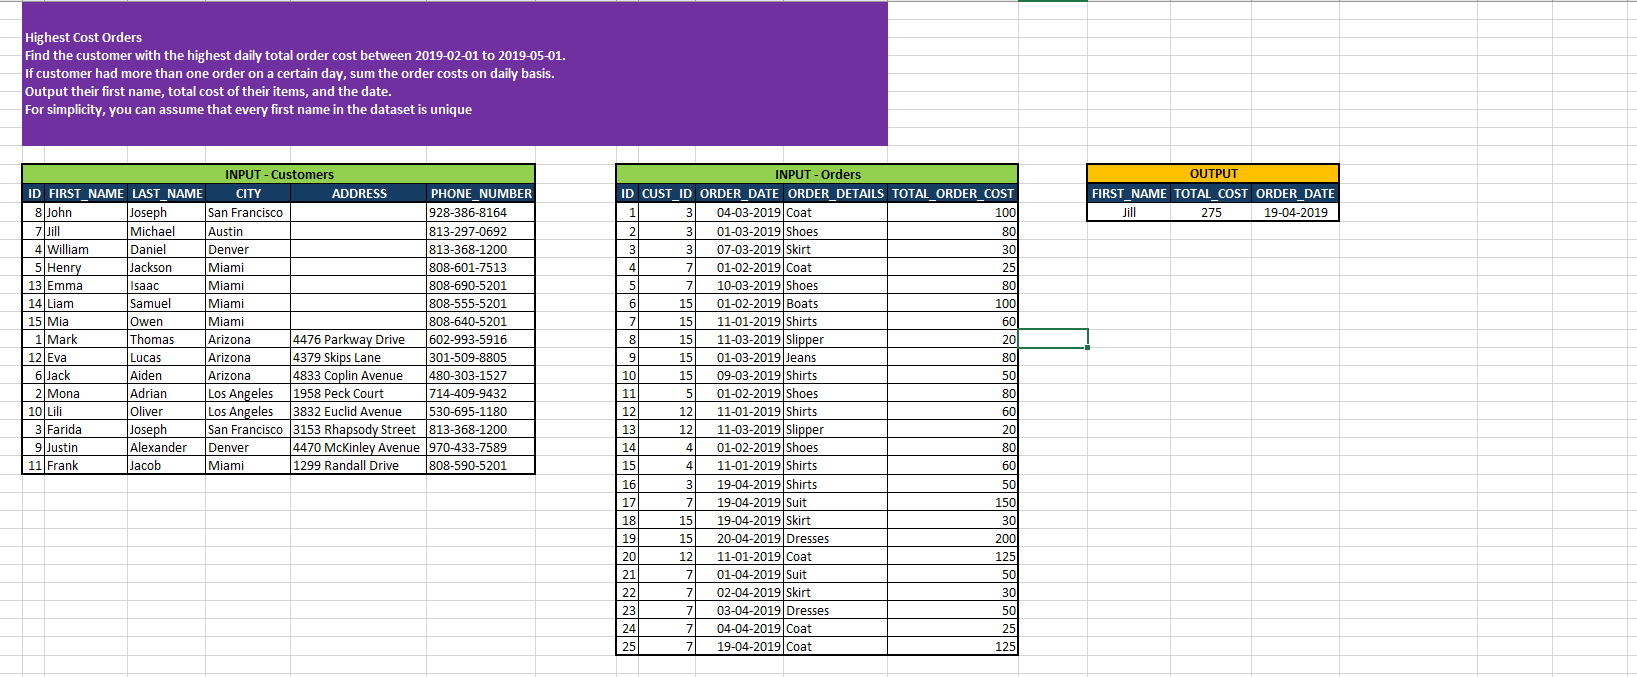 Highest Cost Orders
Find the customer with the highest daily total order cost between 2019-02-01 to 2019-05-01.
If customer had more than one order on a certain day, sum the order costs on daily basis.
Output their first name, total cost of their items, and the date.
For simplicity, you can assume that every first name in the dataset is unique
INPUT - Customers
ID FIRST_NAME LAST_NAME CITY ADDRESS PHONE_NUMBER
8 John Joseph San Francisco 928-386-8164
7 Jill Michael Austin 813-297-0692
4 William Daniel Denver 813-368-1200
5 Henry Jackson Miami 808-601-7513
13 Emma Isaac Miami 808-690-5201
14 Liam Samuel Miami 808-555-5201
15 Mia Owen Miami 808-640-5201
1 Mark Thomas Arizona 4476 Parkway Drive 602-993-5916
12 Eva Lucas Arizona 4379 Skips Lane 301-509-8805
6 Jack Aiden Arizona 4833 Coplin Avenue 480-303-1527
2 Mona Adrian Los Angeles 1958 Peck Court 714-409-9432
10 Lili Oliver Los Angeles 3832 Euclid Avenue 530-695-1180
3 Farida Joseph San Francisco 3153 Rhapsody Street 813-368-1200
9 Justin Alexander Denver 4470 McKinley Avenue 970-433-7589
11 Frank Jacob Miami 1299 Randall Drive 808-590-5201
INPUT - Orders
ID CUST_ID ORDER_DATE ORDER_DETAILS TOTAL_ORDER_COST
1 3 04-03-2019 Coat 100
2 3 01-03-2019 Shoes 80
3 3 07-03-2019 Skirt 30
4 7 01-02-2019 Coat 25
5 7 10-03-2019 Shoes 80
6 15 01-02-2019 Boats 100
7 15 11-01-2019 Shirts 60
8 15 11-03-2019 Slipper 20
9 15 01-03-2019 Jeans 80
10 15 09-03-2019 Shirts 50
11 5 01-02-2019 Shoes 80
12 12 11-01-2019 Shirts 60
13 12 11-03-2019 Slipper 20
14 4 01-02-2019 Shoes 80
15 4 11-01-2019 Shirts 60
16 3 19-04-2019 Shirts 50
17 7 19-04-2019 Suit 150
18 15 19-04-2019 Skirt 30
19 15 20-04-2019 Dresses 200
20 12 11-01-2019 Coat 125
21 7 01-04-2019 Suit 50
22 7 02-04-2019 Skirt 30
23 7 03-04-2019 Dresses 50
24 7 04-04-2019 Coat 25
25 7 19-04-2019 Coat 125
OUTPUT
FIRST_NAME TOTAL_COST ORDER_DATE
Jill 275 19-04-2019